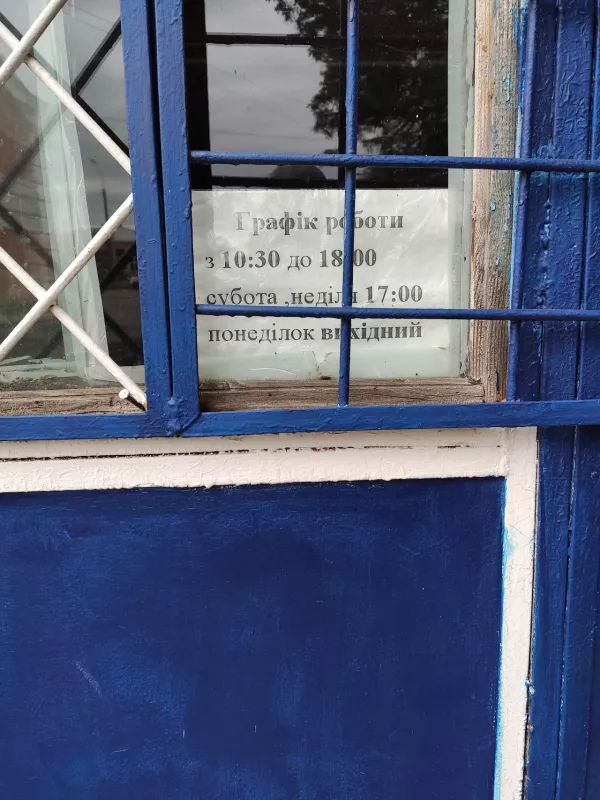 Графік роботи
з 10:30 до 18:00
субота ,неділя 17:00
понеділок вихідний